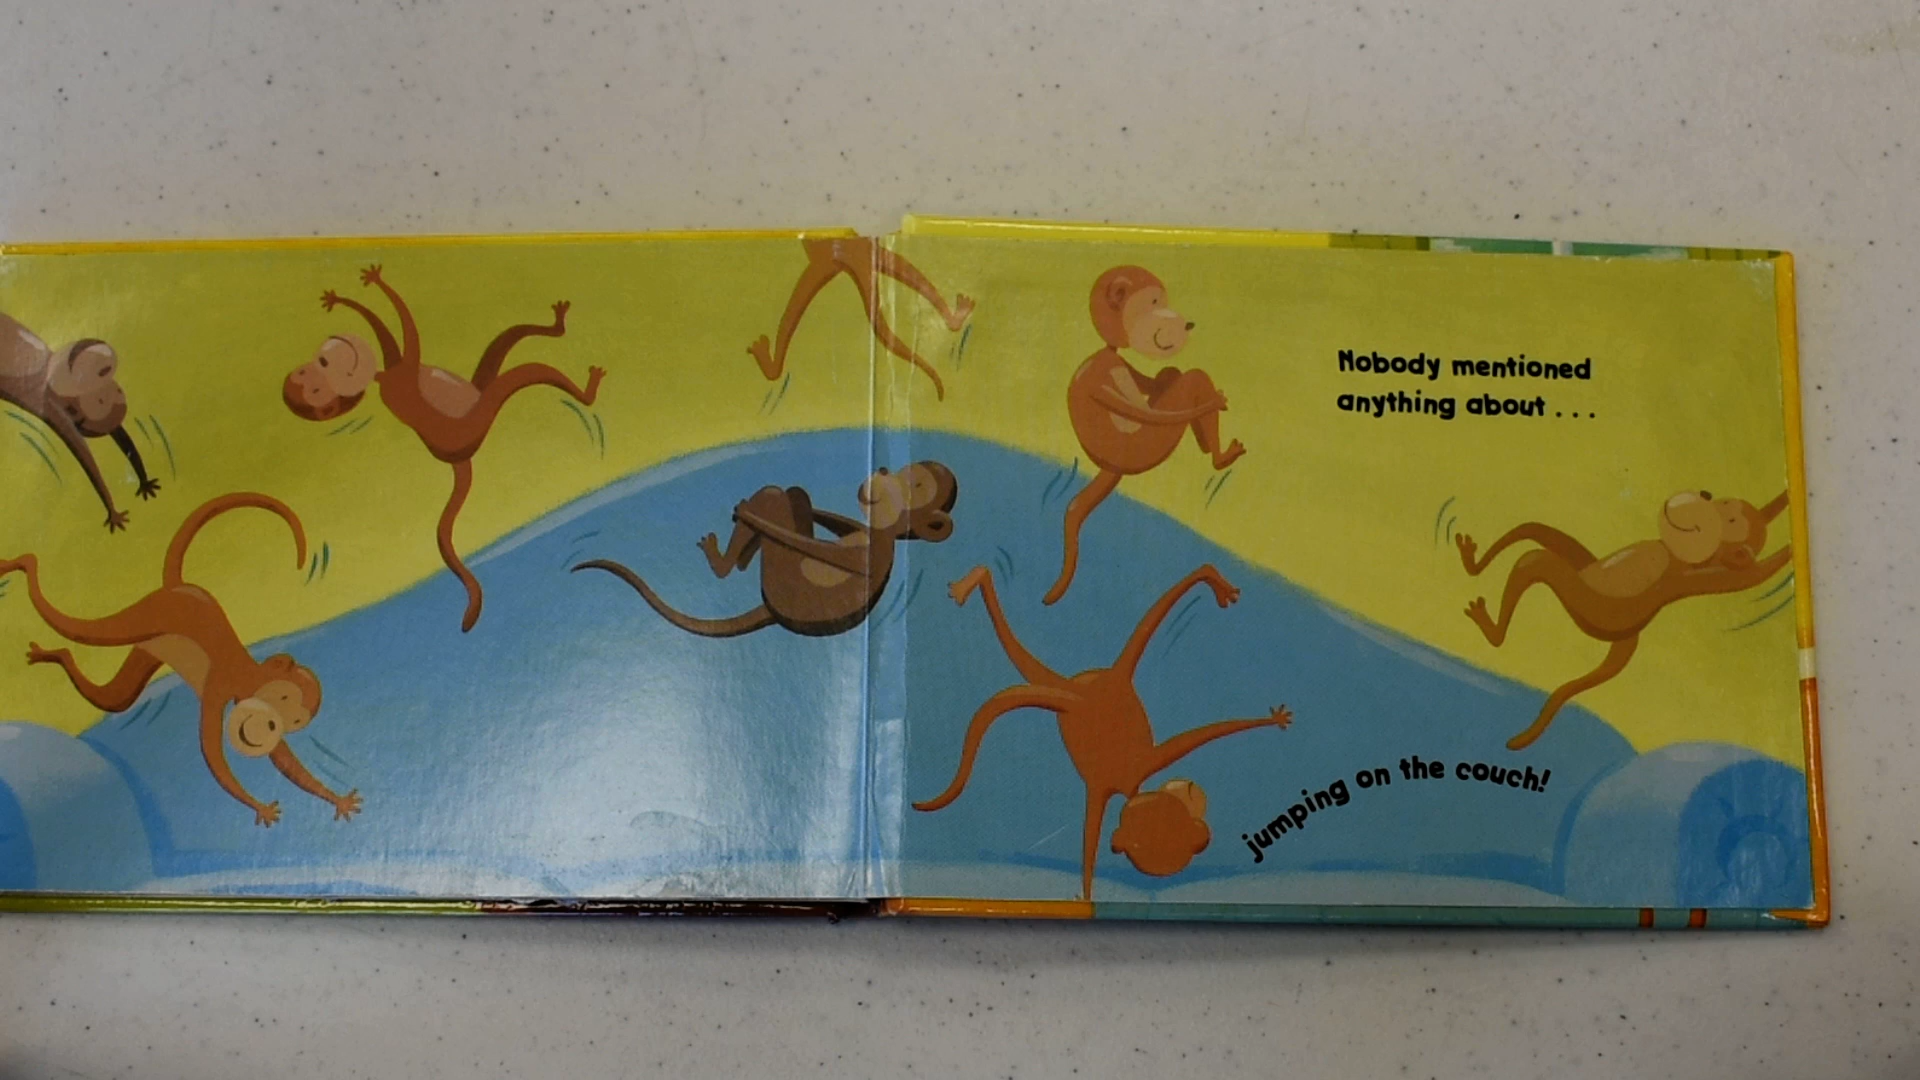 Nobody mentioned
anything about . . .
jumping on the couch!